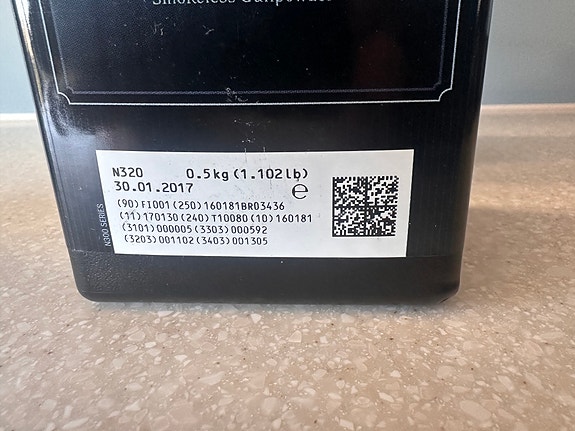 Smokeless Gunpowder
N320 0.5kg(1.102lb)
30.01.2017 ℮
(90)FI001(250)160181BR03436
(11)170130(240)T10080(10)160181
(3101)000005(3303)000592
(3203)001102(3403)001305
N300 SERIES